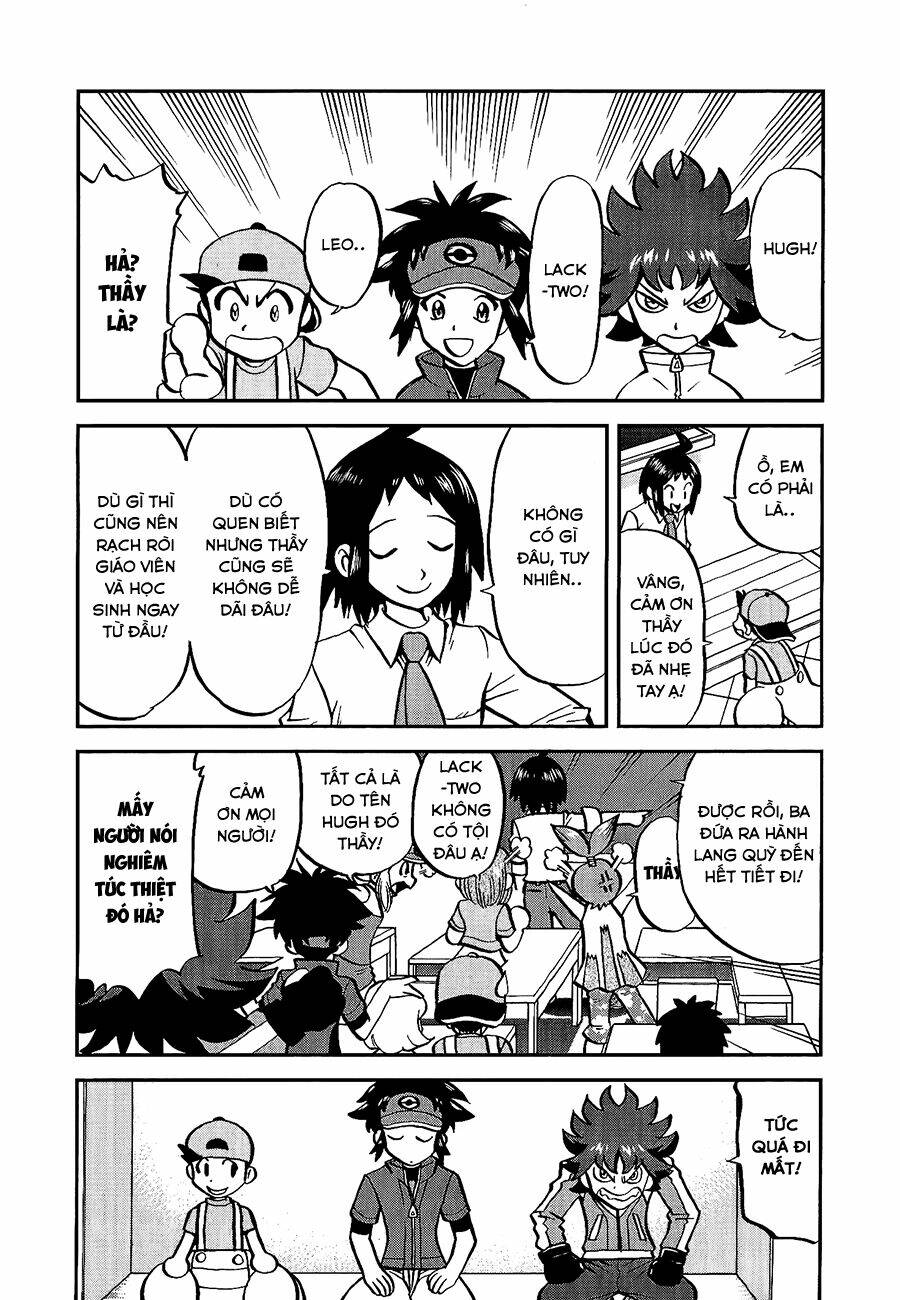 HUGH!
LACK
-TWO!
LEO..
HẢ?
THẦY
LÀ?
Ồ, EM
CÓ PHẢI
LÀ..
VÂNG,
CẢM ƠN
THẦY
LÚC ĐÓ
ĐÃ NHẸ
TAY Ạ!
KHÔNG
CÓ GÌ
ĐÂU, TUY
NHIÊN..
DÙ CÓ
QUEN BIẾT
NHƯNG THẦY
CŨNG SẼ
KHÔNG DỄ
DÃI ĐÂU!
DÙ GÌ THÌ
CŨNG NÊN
RẠCH RÒI
GIÁO VIÊN
VÀ HỌC
SINH NGAY
TỪ ĐẦU!
ĐƯỢC RỒI, BA
ĐỨA RA HÀNH
LANG QUỸ ĐẾN
HẾT TIẾT ĐI!
THẦY
LACK
-TWO
KHÔNG
CÓ TỘI
ĐÂU Ạ!
TẤT CẢ LÀ
DO TÊN
HUGH ĐÓ
THẦY!
CẢM
ƠN MỌI
NGƯỜI!
MẤY
NGƯỜI NÓI
NGHIÊM
TÚC THIỆT
ĐÓ HẢ?
TỨC
QUÁ ĐI
MẤT!